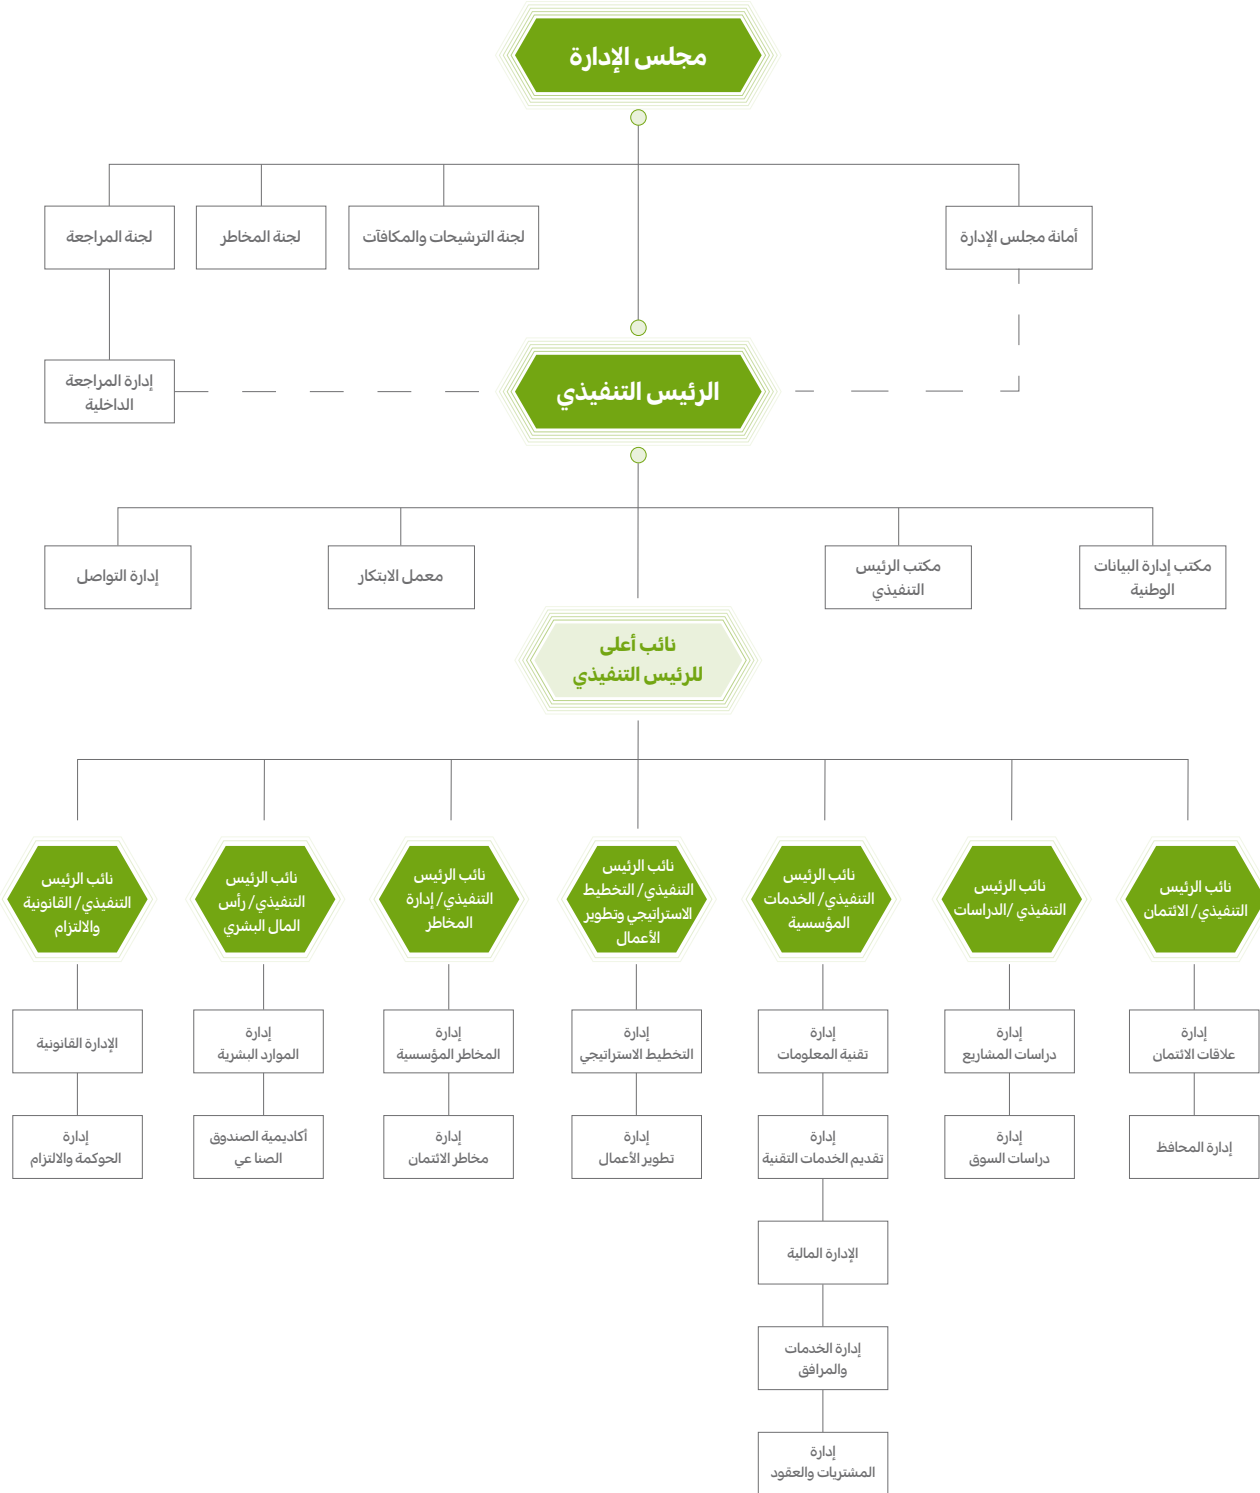 مجلس الإدارة
أمانة مجلس الإدارة
لجنة الترشيحات والمكافآت
لجنة المخاطر
لجنة المراجعة
الرئيس التنفيذي
إدارة المراجعة
الداخلية
مكتب إدارة البيانات
الوطنية
مكتب الرئيس
التنفيذي
معمل الابتكار
إدارة التواصل
نائب أعلى
للرئيس التنفيذي
نائب الرئيس
التنفيذي/ الائتمان
نائب الرئيس
التنفيذي /الدراسات
نائب الرئيس
التنفيذي/ الخدمات
المؤسسية
نائب الرئيس
التنفيذي/ التخطيط
الاستراتيجي وتطوير
الأعمال
نائب الرئيس
التنفيذي/ إدارة
المخاطر
نائب الرئيس
التنفيذي/ رأس
المال البشري
نائب الرئيس
التنفيذي/ القانونية
والالتزام
إدارة
علاقات الائتمان
إدارة
دراسات المشاريع
إدارة
تقنية المعلومات
إدارة
التخطيط الاستراتيجي
إدارة
المخاطر المؤسسية
إدارة
الموارد البشرية
الإدارة القانونية
إدارة المحافظ
إدارة
دراسات السوق
إدارة
تقديم الخدمات التقنية
إدارة
تطوير الأعمال
إدارة
مخاطر الائتمان
أكاديمية الصندوق
الصنا عي
إدارة
الحوكمة والالتزام
الإدارة المالية
إدارة الخدمات
والمرافق
إدارة
المشتريات والعقود